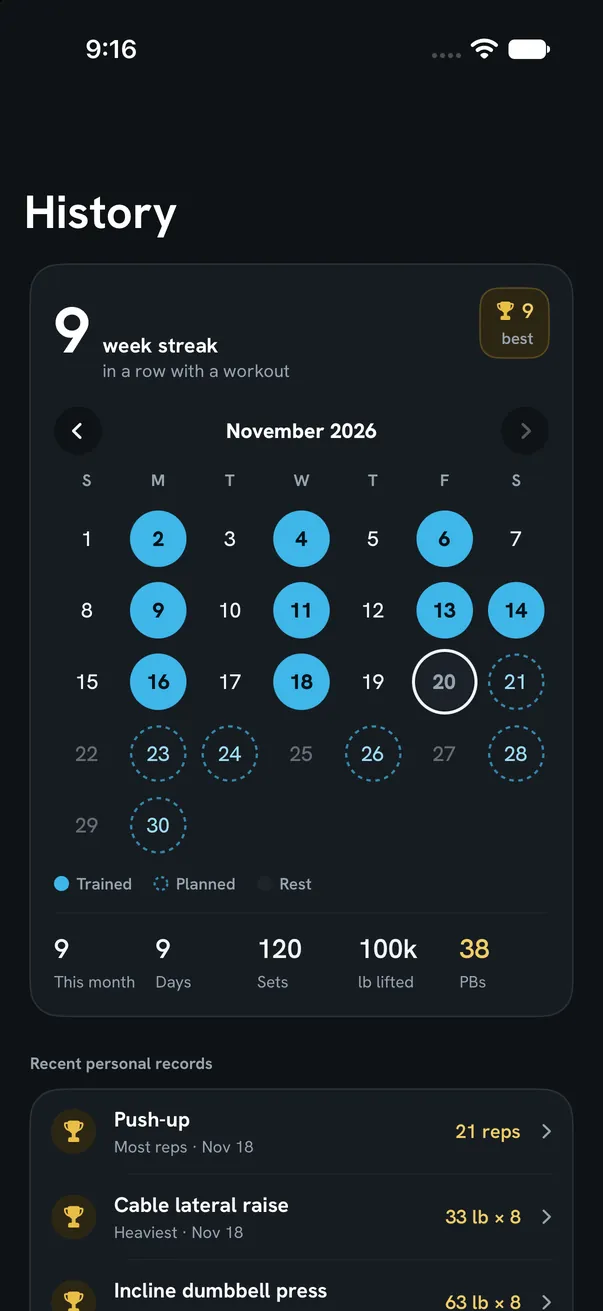 9:16
History
9 week streak
in a row with a workout
9
best
November 2026
S M T W T F S
1 2 3 4 5 6 7
8 9 10 11 12 13 14
15 16 17 18 19 20 21
22 23 24 25 26 27 28
29 30
Trained Planned Rest
9 9 120 100k 38
This month Days Sets lb lifted PBs
Recent personal records
Push-up
Most reps · Nov 18
21 reps
Cable lateral raise
Heaviest · Nov 18
33 lb × 8
Incline dumbbell press
63 lb × 8